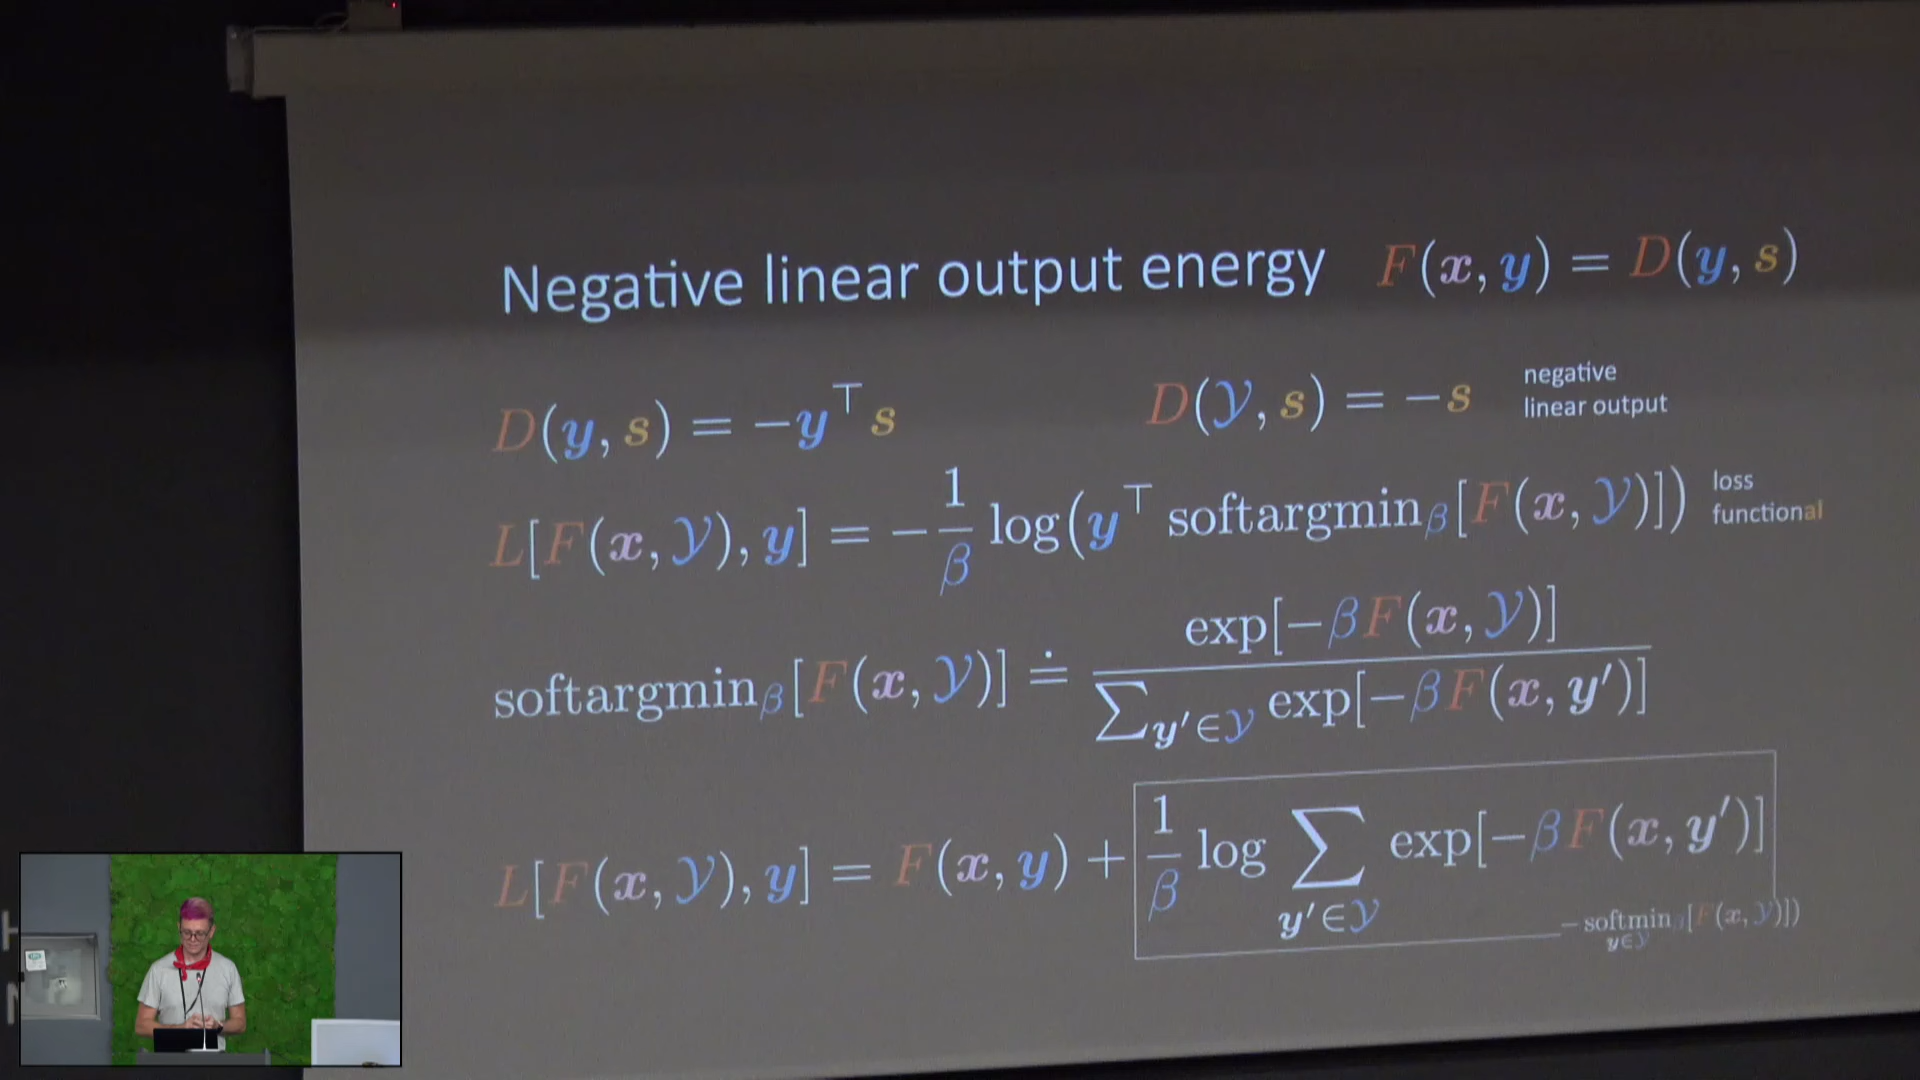 Negative linear output energy F(x, y) = D(y, s)
D(y, s) = −y⊤s D(𝒴, s) = −s negative linear output
L[F(x, 𝒴), y] = −1/β log(y⊤ softargminβ[F(x, 𝒴)]) loss functional
softargminβ[F(x, 𝒴)] ≐ exp[−βF(x, 𝒴)] / ∑y′∈𝒴 exp[−βF(x, y′)]
L[F(x, 𝒴), y] = F(x, y) + 1/β log ∑y′∈𝒴 exp[−βF(x, y′)]
−softminβ[F(x, 𝒴)])
y∈𝒴